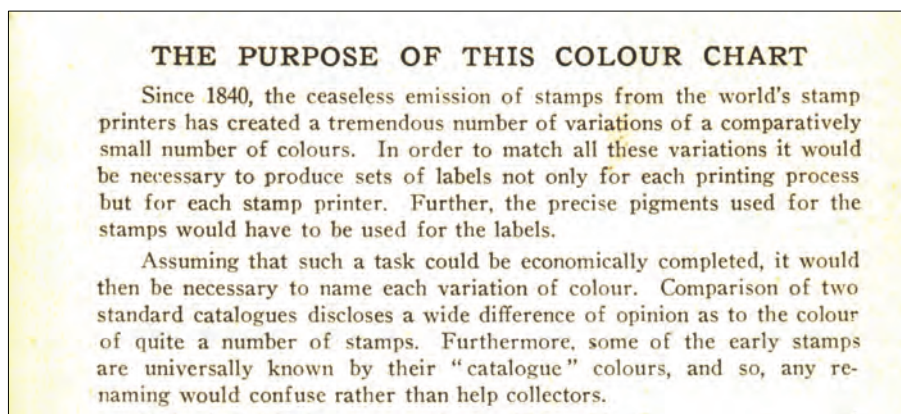 THE PURPOSE OF THIS COLOUR CHART
Since 1840, the ceaseless emission of stamps from the world's stamp
printers has created a tremendous number of variations of a comparatively
small number of colours. In order to match all these variations it would
be necessary to produce sets of labels not only for each printing process
but for each stamp printer. Further, the precise pigments used for the
stamps would have to be used for the labels.
Assuming that such a task could be economically completed, it would
then be necessary to name each variation of colour. Comparison of two
standard catalogues discloses a wide difference of opinion as to the colour
of quite a number of stamps. Furthermore, some of the early stamps
are universally known by their "catalogue" colours, and so, any re-
naming would confuse rather than help collectors.